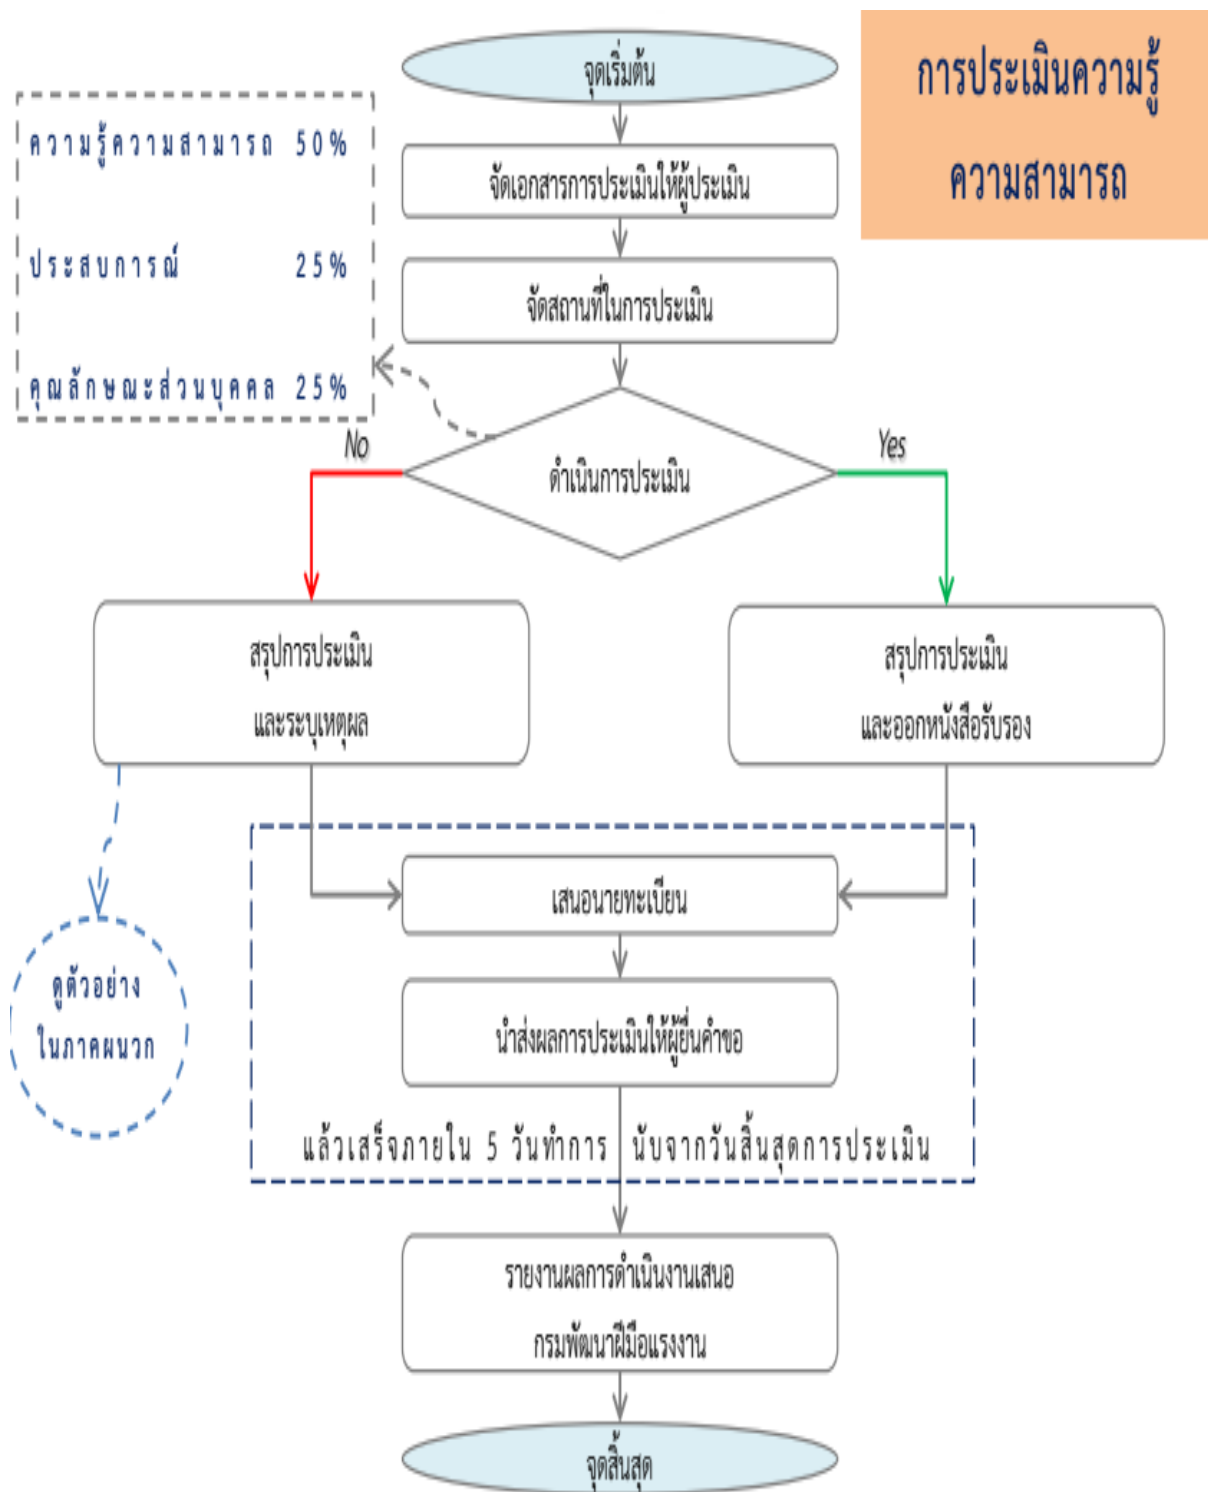 จุดเริ่มต้น
การประเมินความรู้
ความสามารถ
ความรู้ความสามารถ 50%
ประสบการณ์ 25%
คุณลักษณะส่วนบุคคล 25%
จัดเอกสารการประเมินให้ผู้ประเมิน
จัดสถานที่ในการประเมิน
ดำเนินการประเมิน
No
Yes
สรุปการประเมิน
และระบุเหตุผล
สรุปการประเมิน
และออกหนังสือรับรอง
เสนอนายทะเบียน
ดูตัวอย่าง
ในภาคผนวก
นำส่งผลการประเมินให้ผู้ยื่นคำขอ
แล้วเสร็จภายใน 5 วันทำการ นับจากวันสิ้นสุดการประเมิน
รายงานผลการดำเนินงานเสนอ
กรมพัฒนาฝีมือแรงงาน
จุดสิ้นสุด